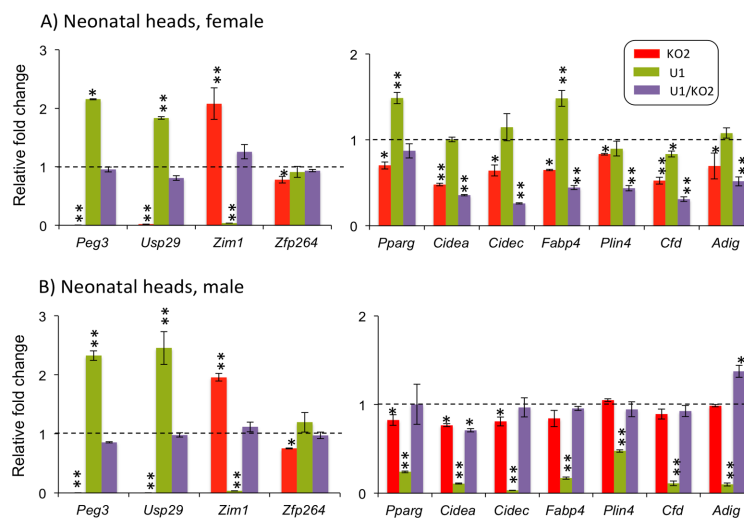 A) Neonatal heads, female
Relative fold change
3
2
1
0
*
**
**
**
**
**
*
**
Peg3
Usp29
Zim1
Zfp264
2
1
0
KO2
U1
U1/KO2
**
*
**
**
*
**
**
**
*
**
*
**
**
*
**
Pparg
Cidea
Cidec
Fabp4
Plin4
Cfd
Adig
B) Neonatal heads, male
Relative fold change
3
2
1
0
**
**
**
**
**
**
*
Peg3
Usp29
Zim1
Zfp264
2
1
0
*
**
*
**
*
*
**
**
**
**
**
*
Pparg
Cidea
Cidec
Fabp4
Plin4
Cfd
Adig